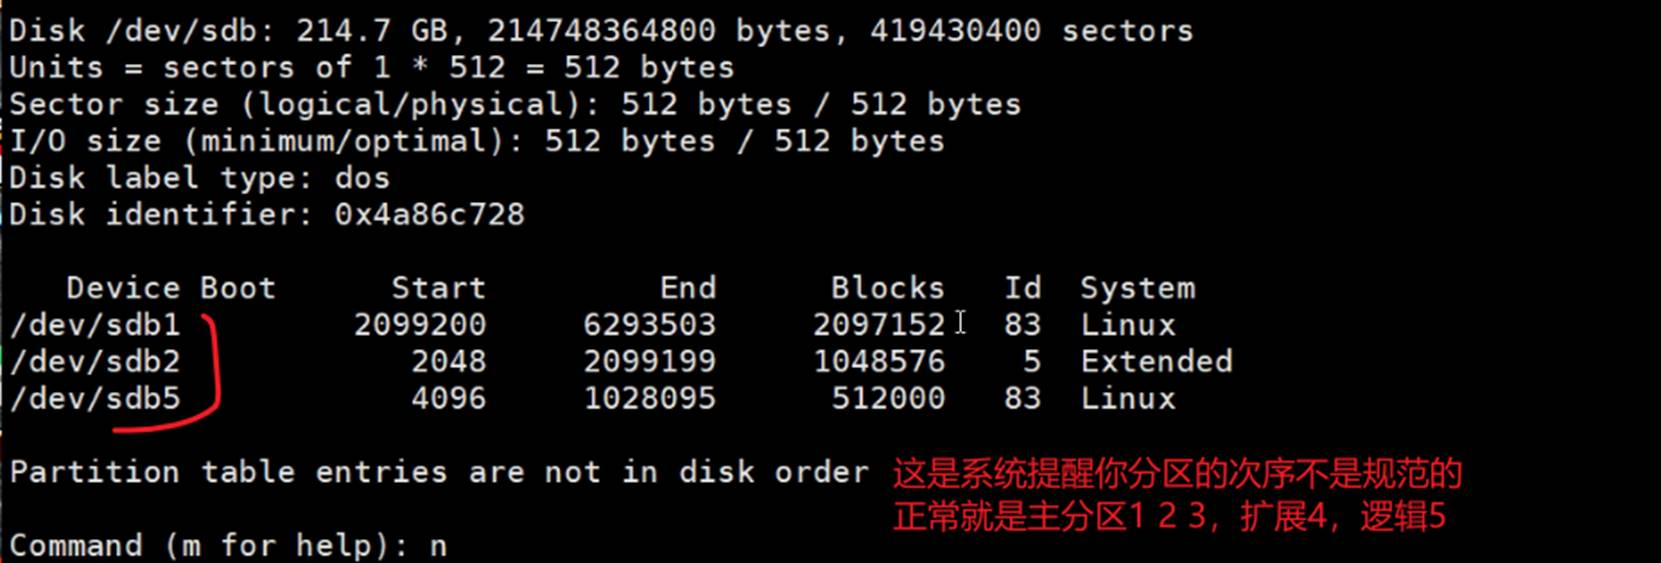 Disk /dev/sdb: 214.7 GB, 214748364800 bytes, 419430400 sectors
Units = sectors of 1 * 512 = 512 bytes
Sector size (logical/physical): 512 bytes / 512 bytes
I/O size (minimum/optimal): 512 bytes / 512 bytes
Disk label type: dos
Disk identifier: 0x4a86c728
Device Boot Start End Blocks Id System
/dev/sdb1 2099200 6293503 2097152 83 Linux
/dev/sdb2 2048 2099199 1048576 5 Extended
/dev/sdb5 4096 1028095 512000 83 Linux
Partition table entries are not in disk order 这是系统提醒你分区的次序不是规范的
正常就是主分区1 2 3，扩展4，逻辑5
Command (m for help): n